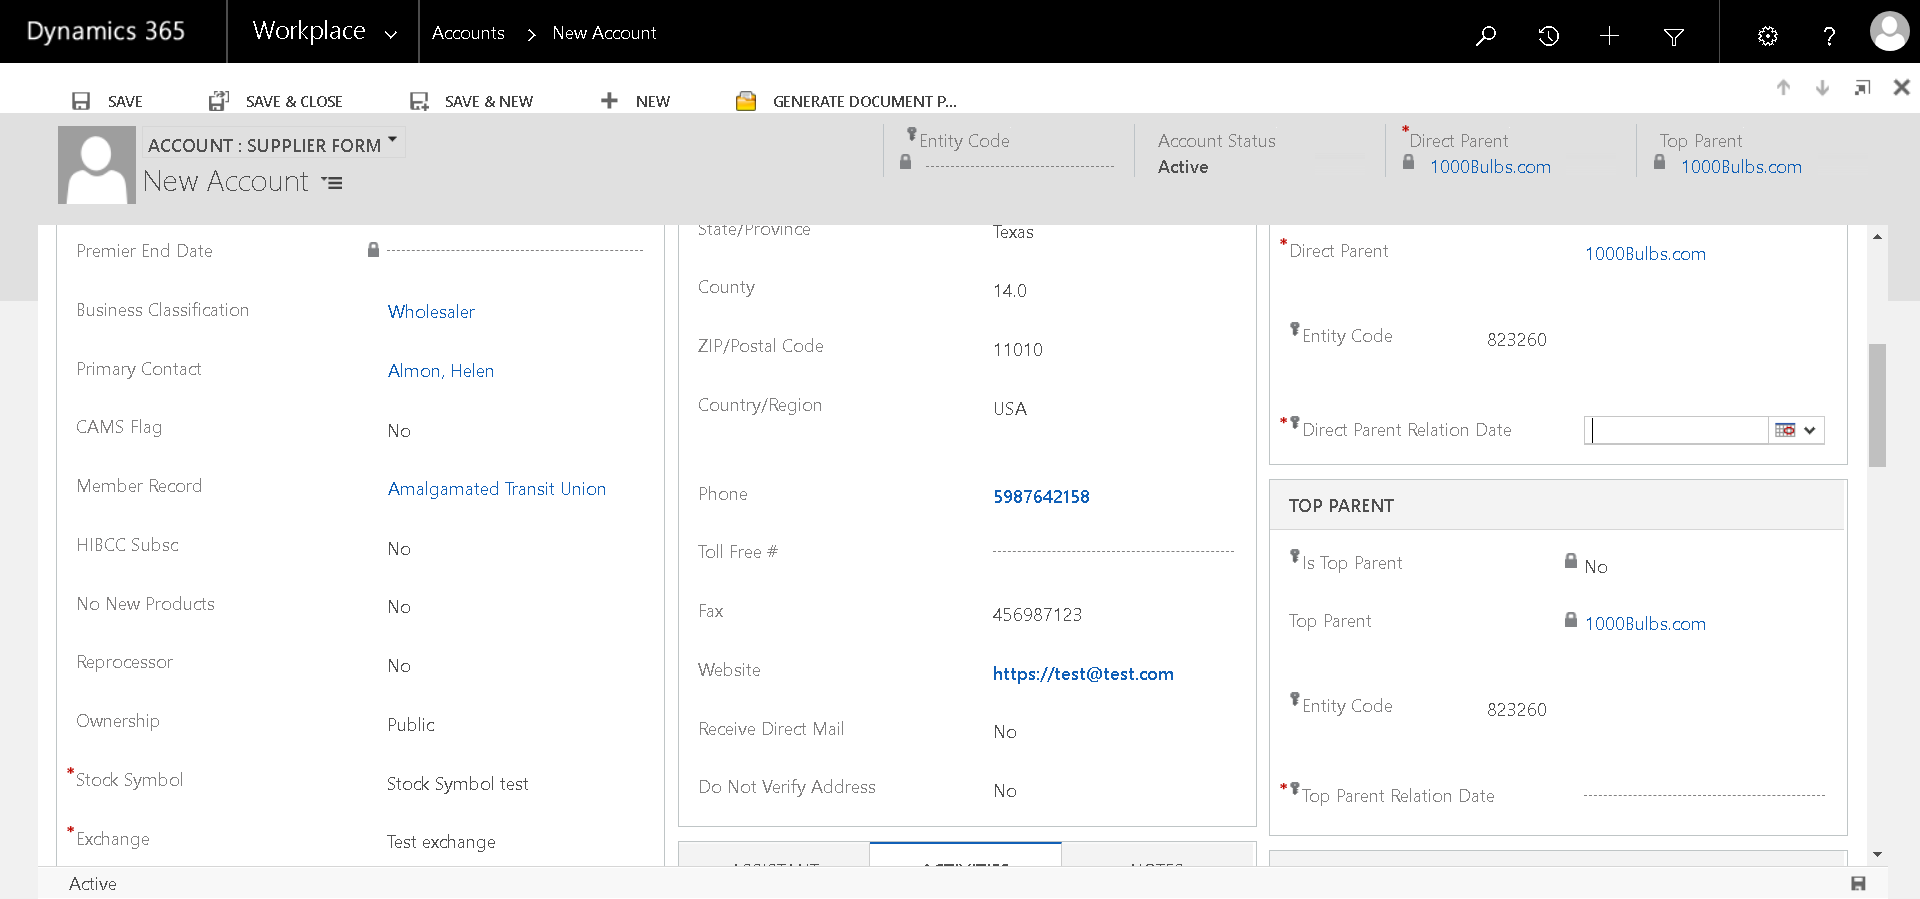 Dynamics 365
Workplace
Accounts > New Account
SAVE
SAVE & CLOSE
SAVE & NEW
NEW
GENERATE DOCUMENT P...
ACCOUNT : SUPPLIER FORM
New Account
Entity Code
Account Status
Active
*Direct Parent
1000Bulbs.com
Top Parent
1000Bulbs.com
Premier End Date
Business Classification
Wholesaler
Primary Contact
Almon, Helen
CAMS Flag
No
Member Record
Amalgamated Transit Union
HIBCC Subsc
No
No New Products
No
Reprocessor
No
Ownership
Public
*Stock Symbol
Stock Symbol test
*Exchange
Test exchange
State/Province
Texas
County
14.0
ZIP/Postal Code
11010
Country/Region
USA
Phone
5987642158
Toll Free #
Fax
456987123
Website
https://test@test.com
Receive Direct Mail
No
Do Not Verify Address
No
ASSISTANT
ACTIVITIES
NOTES
*Direct Parent
1000Bulbs.com
Entity Code
823260
*Direct Parent Relation Date
TOP PARENT
Is Top Parent
No
Top Parent
1000Bulbs.com
Entity Code
823260
*Top Parent Relation Date
Active